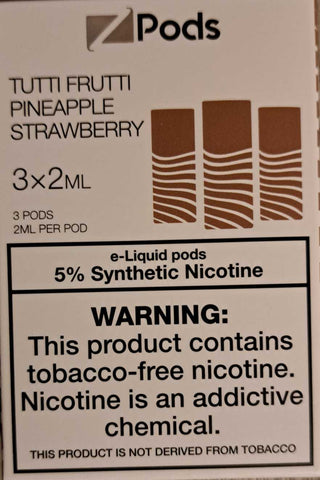 Z Pods
TUTTI FRUTTI
PINEAPPLE
STRAWBERRY
3×2ML
3 PODS
2ML PER POD
e-Liquid pods
5% Synthetic Nicotine
WARNING:
This product contains
tobacco-free nicotine.
Nicotine is an addictive
chemical.
THIS PRODUCT IS NOT DERIVED FROM TOBACCO